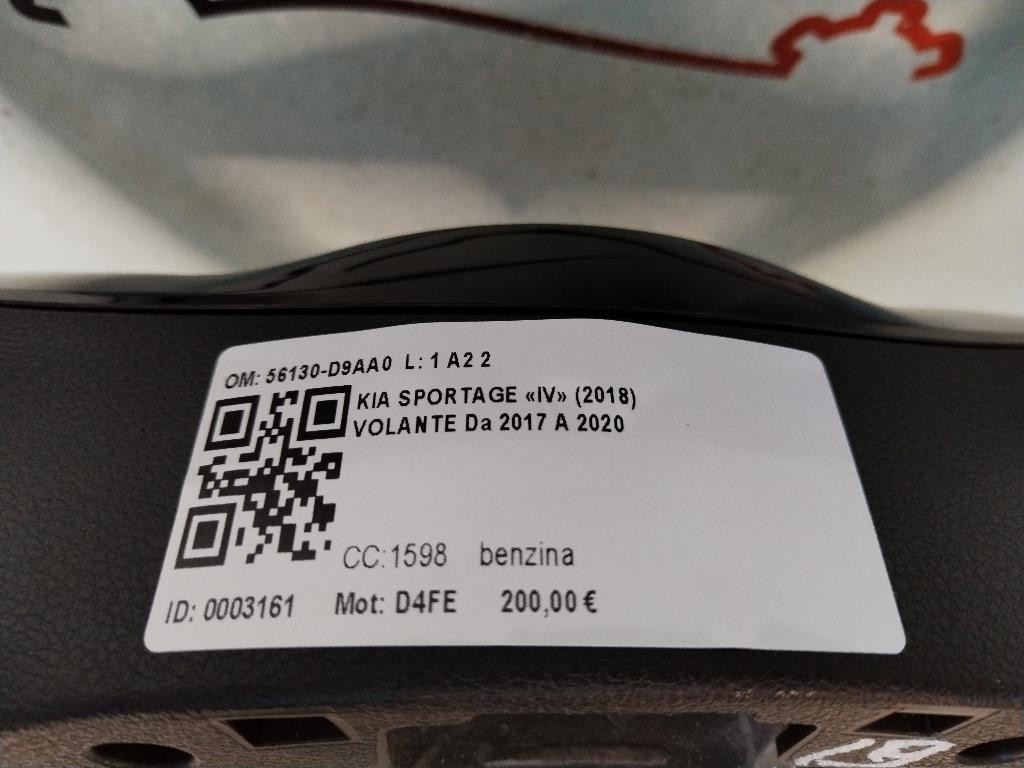 OM: 56130-D9AA0 L: 1 A2 2
KIA SPORTAGE «IV» (2018)
VOLANTE Da 2017 A 2020
CC:1598 benzina
ID: 0003161 Mot: D4FE 200,00 €